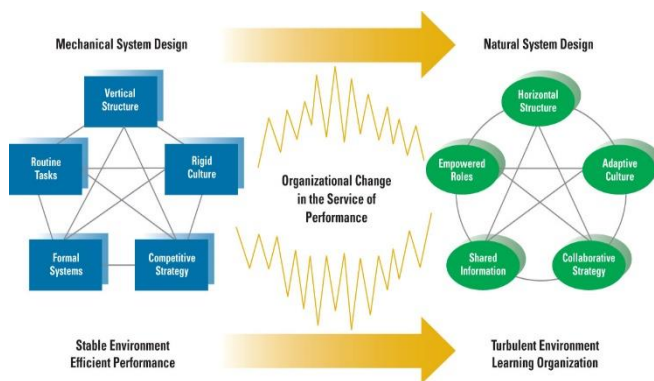 Mechanical System Design
Natural System Design
Vertical
Structure
Routine
Tasks
Rigid
Culture
Formal
Systems
Competitive
Strategy
Organizational Change
in the Service of
Performance
Horizontal
Structure
Empowered
Roles
Adaptive
Culture
Shared
Information
Collaborative
Strategy
Stable Environment
Efficient Performance
Turbulent Environment
Learning Organization